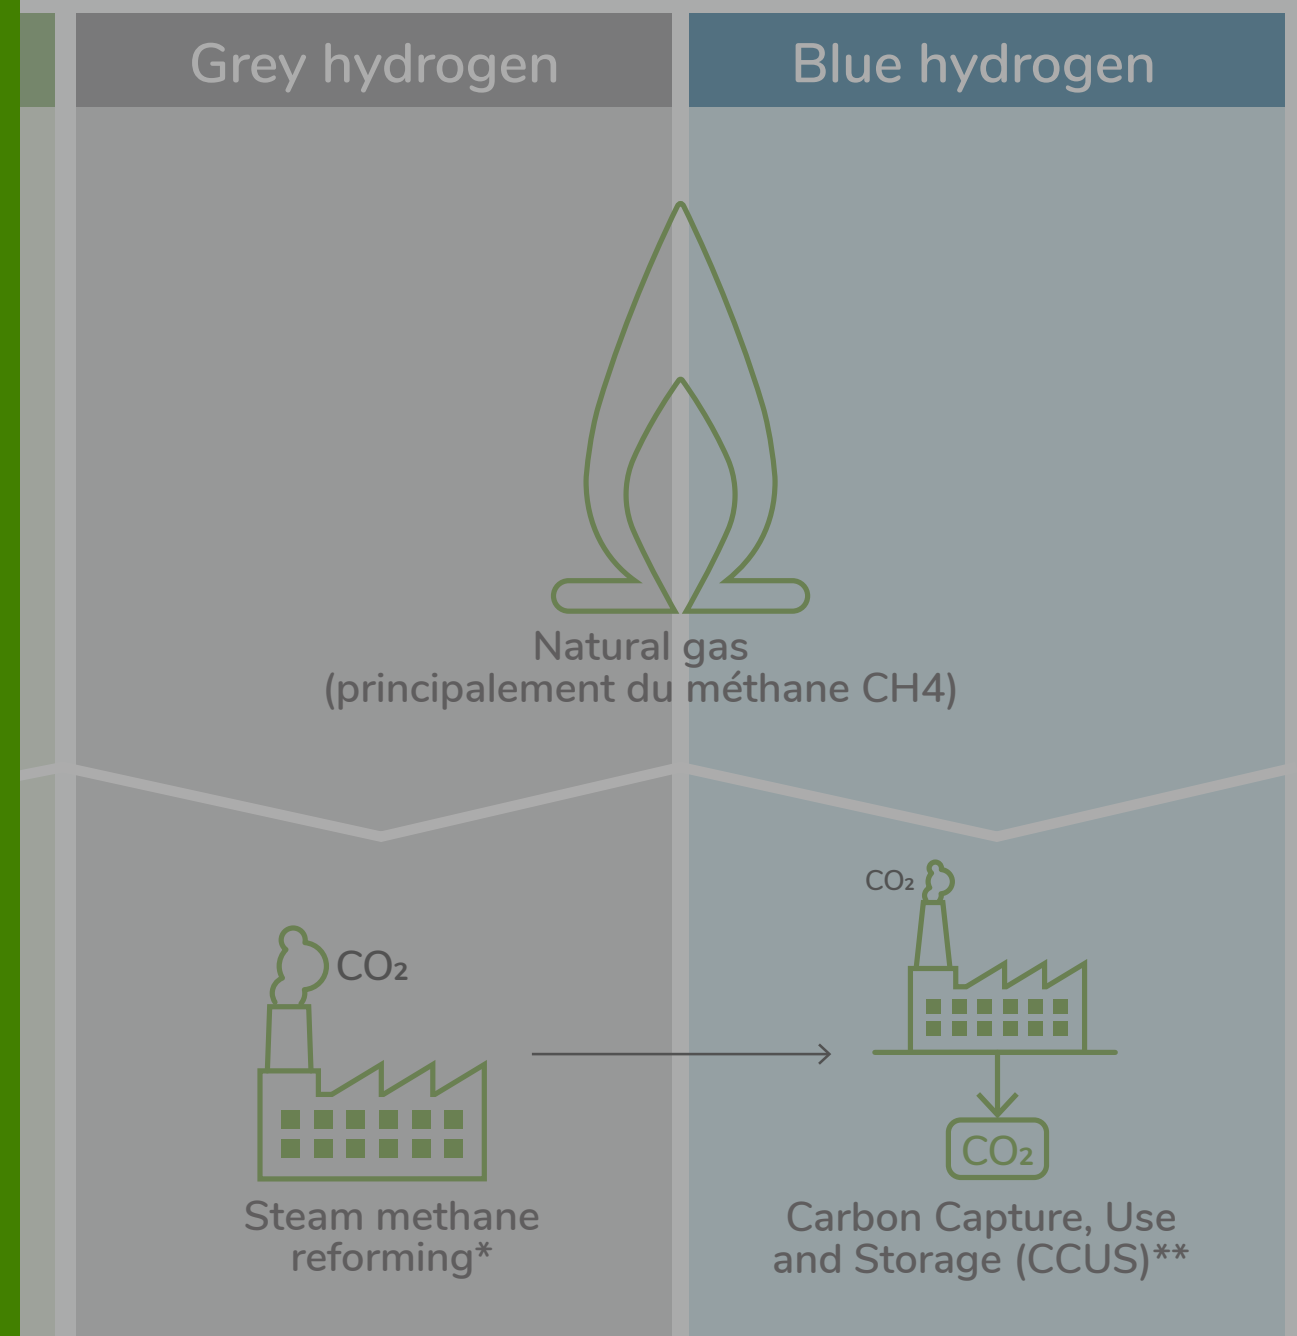 Grey hydrogen
Blue hydrogen
Natural gas
(principalement du méthane CH4)
CO₂
CO₂
CO₂
Steam methane
reforming*
Carbon Capture, Use
and Storage (CCUS)**